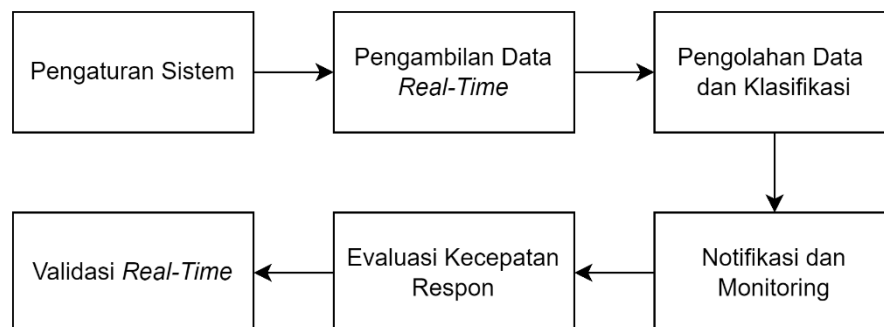 Pengaturan Sistem
Pengambilan Data
Real-Time
Pengolahan Data
dan Klasifikasi
Notifikasi dan
Monitoring
Evaluasi Kecepatan
Respon
Validasi Real-Time